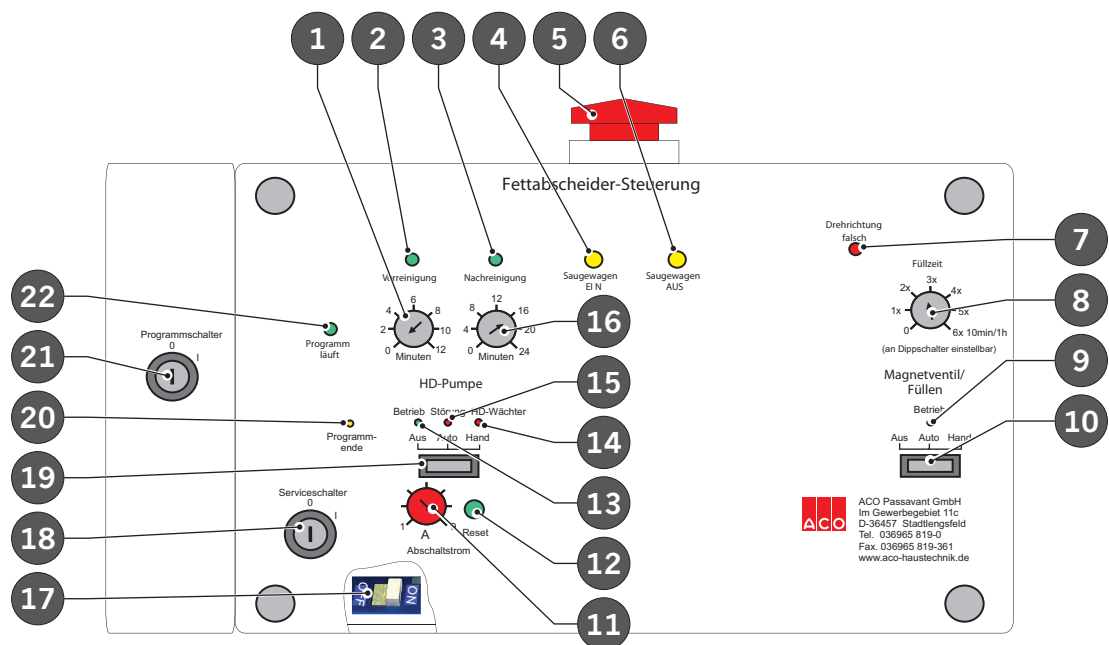 1 2 3 4 5 6
Fettabscheider-Steuerung
Drehrichtung
falsch
7
Vorreinigung
Nachreinigung
Saugewagen
EI N
Saugewagen
AUS
Füllzeit
0 1x 2x 3x 4x 5x 6x 10min/1h
8
(an Dippschalter einstellbar)
22
Programm
läuft
0 2 4 6 8 10 12
Minuten
0 4 8 12 16 20 24
Minuten
16
Programmschalter
0
I
21
HD-Pumpe
15
Magnetventil/
Füllen
9
Betrieb
Aus Auto Hand
10
20
Programm-
ende
Betrieb Störung HD-Wächter
14
Aus Auto Hand
19
13
Serviceschalter
0
I
18
1 A 9
Abschaltstrom
Reset
12
ACO
ACO Passavant GmbH
Im Gewerbegebiet 11c
D-36457 Stadtlengsfeld
Tel. 036965 819-0
Fax. 036965 819-361
www.aco-haustechnik.de
17
OFF
ON
11